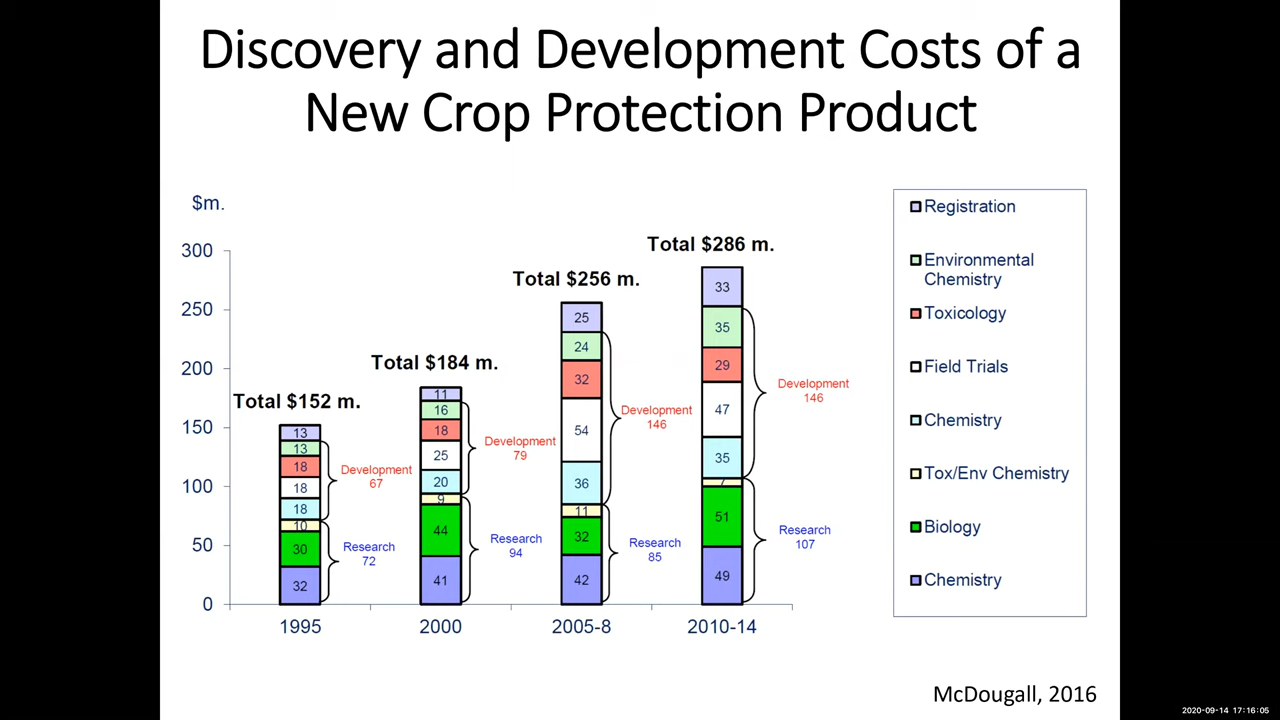 Discovery and Development Costs of a
New Crop Protection Product
$m.
300
250
200
150
100
50
0
Total $152 m.
13
13
18
18
18
10
30
32
Development
67
Research
72
1995
Total $184 m.
11
16
18
25
20
9
44
41
Development
79
Research
94
2000
Total $256 m.
25
24
32
54
36
11
32
42
Development
146
Research
85
2005-8
Total $286 m.
33
35
29
47
35
7
51
49
Development
146
Research
107
2010-14
Registration
Environmental
Chemistry
Toxicology
Field Trials
Chemistry
Tox/Env Chemistry
Biology
Chemistry
McDougall, 2016
2020-09-14 17:16:05